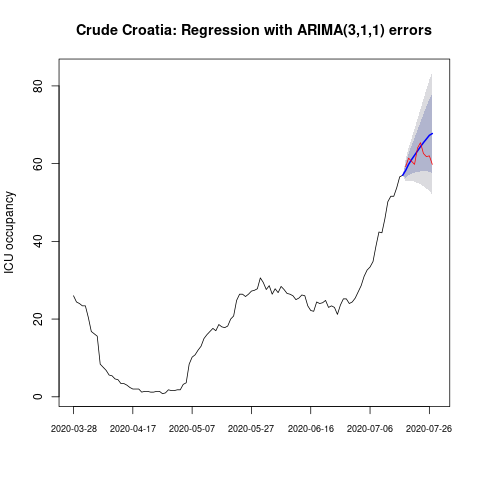 Crude Croatia: Regression with ARIMA(3,1,1) errors
ICU occupancy
80
60
40
20
0
2020-03-28 2020-04-17 2020-05-07 2020-05-27 2020-06-16 2020-07-06 2020-07-26